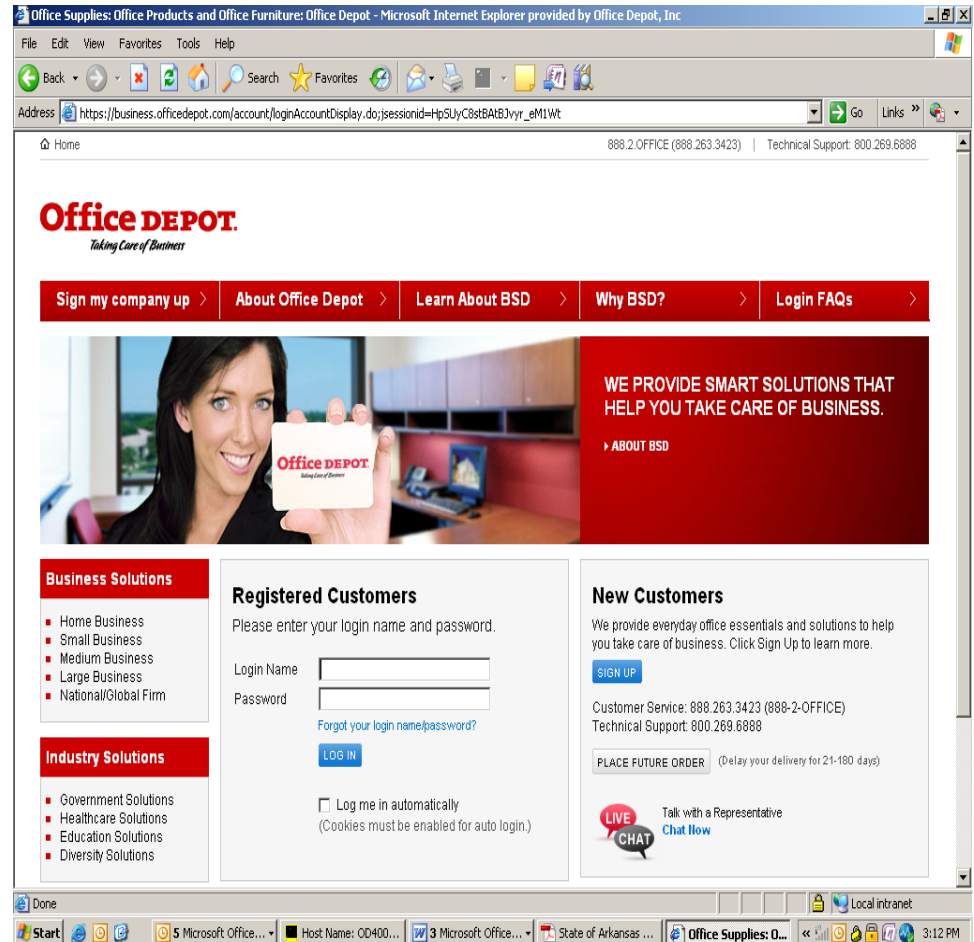 Office Supplies: Office Products and Office Furniture: Office Depot - Microsoft Internet Explorer provided by Office Depot, Inc
File Edit View Favorites Tools Help
Back Search Favorites
Address https://business.officedepot.com/account/loginAccountDisplay.do;jsessionid=HpSUyC8stBAtBJvyr_eM1Wt Go Links »
Home 888.2.OFFICE (888.263.3423) | Technical Support: 800.269.6888
Office DEPOT.
Taking Care of Business
Sign my company up > About Office Depot > Learn About BSD > Why BSD? > Login FAQs >
WE PROVIDE SMART SOLUTIONS THAT
HELP YOU TAKE CARE OF BUSINESS.
ABOUT BSD
Office DEPOT
Taking Care of Business
Business Solutions
Home Business
Small Business
Medium Business
Large Business
National/Global Firm
Industry Solutions
Government Solutions
Healthcare Solutions
Education Solutions
Diversity Solutions
Registered Customers
Please enter your login name and password.
Login Name
Password
Forgot your login name/password?
LOG IN
Log me in automatically
(Cookies must be enabled for auto login.)
New Customers
We provide everyday office essentials and solutions to help
you take care of business. Click Sign Up to learn more.
SIGN UP
Customer Service: 888.263.3423 (888-2-OFFICE)
Technical Support: 800.269.6888
PLACE FUTURE ORDER (Delay your delivery for 21-180 days)
LIVE
CHAT
Talk with a Representative
Chat Now
Done Local intranet
Start 5 Microsoft Office... Host Name: OD400... 3 Microsoft Office... State of Arkansas ... Office Supplies: O... « 3:12 PM